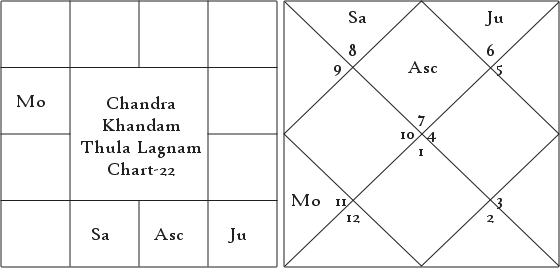 Mo
Chandra
Khandam
Thula Lagnam
Chart-22
Sa
Asc
Ju
Sa
Ju
8
6
9
Asc
5
7
10
4
1
Mo
11
3
12
2